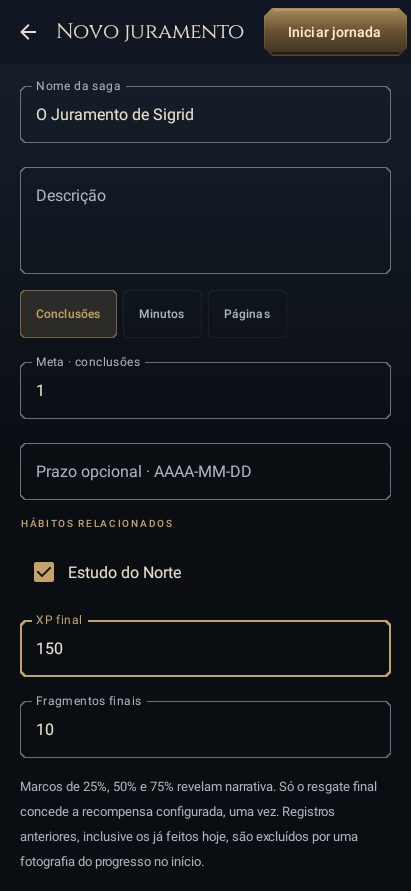 Novo juramento
Iniciar jornada
Nome da saga
O Juramento de Sigrid
Descrição
Conclusões
Minutos
Páginas
Meta · conclusões
1
Prazo opcional · AAAA-MM-DD
HÁBITOS RELACIONADOS
Estudo do Norte
XP final
150
Fragmentos finais
10
Marcos de 25%, 50% e 75% revelam narrativa. Só o resgate final
concede a recompensa configurada, uma vez. Registros
anteriores, inclusive os já feitos hoje, são excluídos por uma
fotografia do progresso no início.